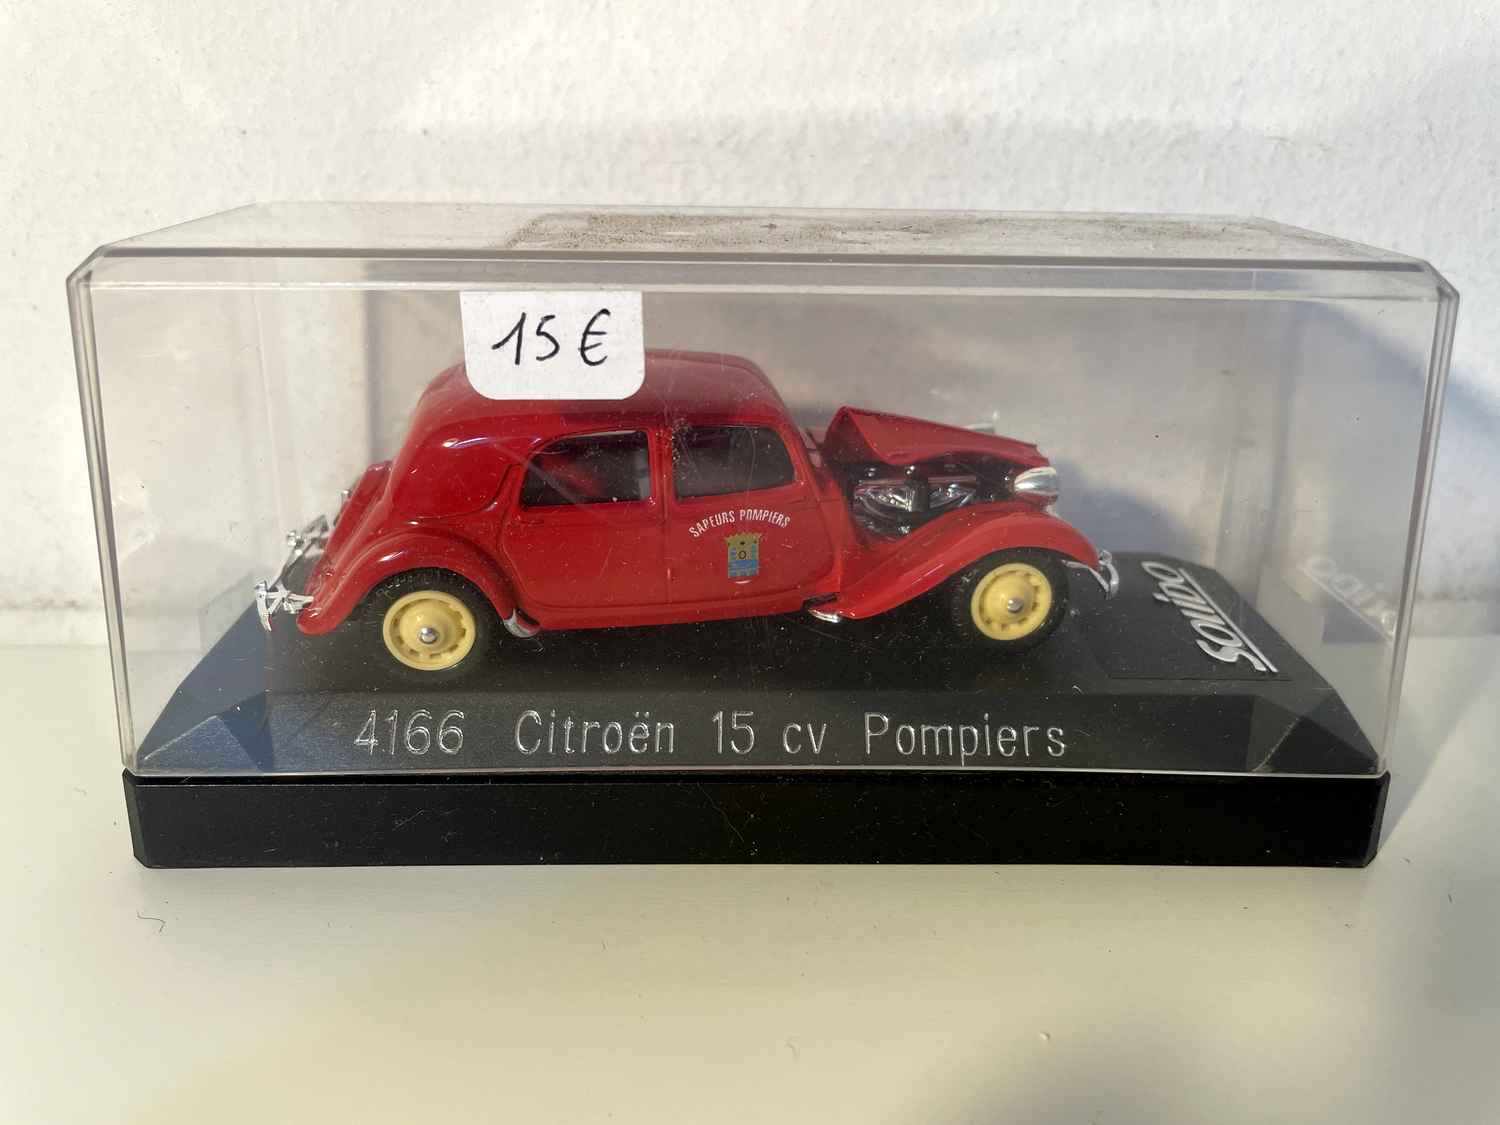 15 €
SAPEURS POMPIERS
Solido
4166 Citroën 15 cv Pompiers